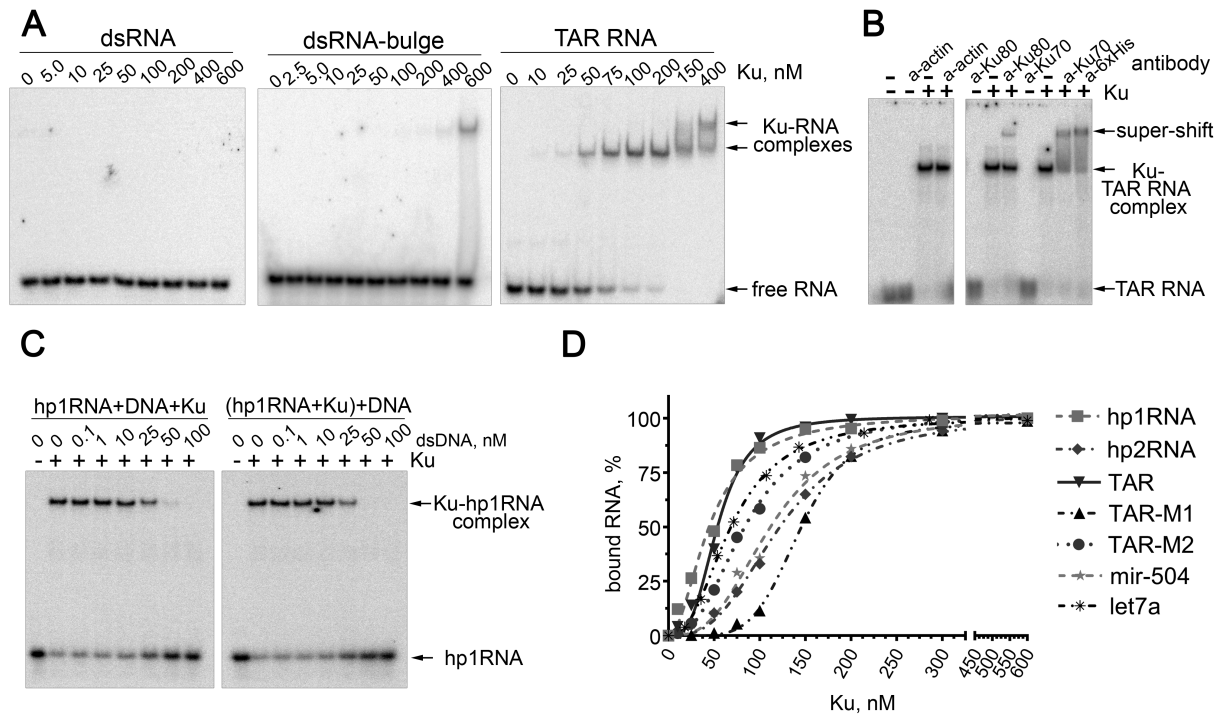 A
dsRNA
dsRNA-bulge
TAR RNA
0 5.0 10 25 50 100 200 400 600
0 2.5 5.0 10 25 50 100 200 400 600
0 10 25 50 75 100 200 150 400
Ku, nM
Ku-RNA
complexes
free RNA
B
– a-actin – a-actin a-Ku80 – a-Ku80 a-Ku70 – a-Ku70 a-6xHis antibody
– – + + – + + – + + + Ku
super-shift
Ku-
TAR RNA
complex
TAR RNA
C
hp1RNA+DNA+Ku
(hp1RNA+Ku)+DNA
0 0 0.1 1 10 25 50 100
0 0 0.1 1 10 25 50 100
dsDNA, nM
– + + + + + + +
– + + + + + + + Ku
Ku-hp1RNA
complex
hp1RNA
D
bound RNA, %
100
75
50
25
0
0 50 100 150 200 250 300 450 500 550 600
Ku, nM
hp1RNA
hp2RNA
TAR
TAR-M1
TAR-M2
mir-504
let7a